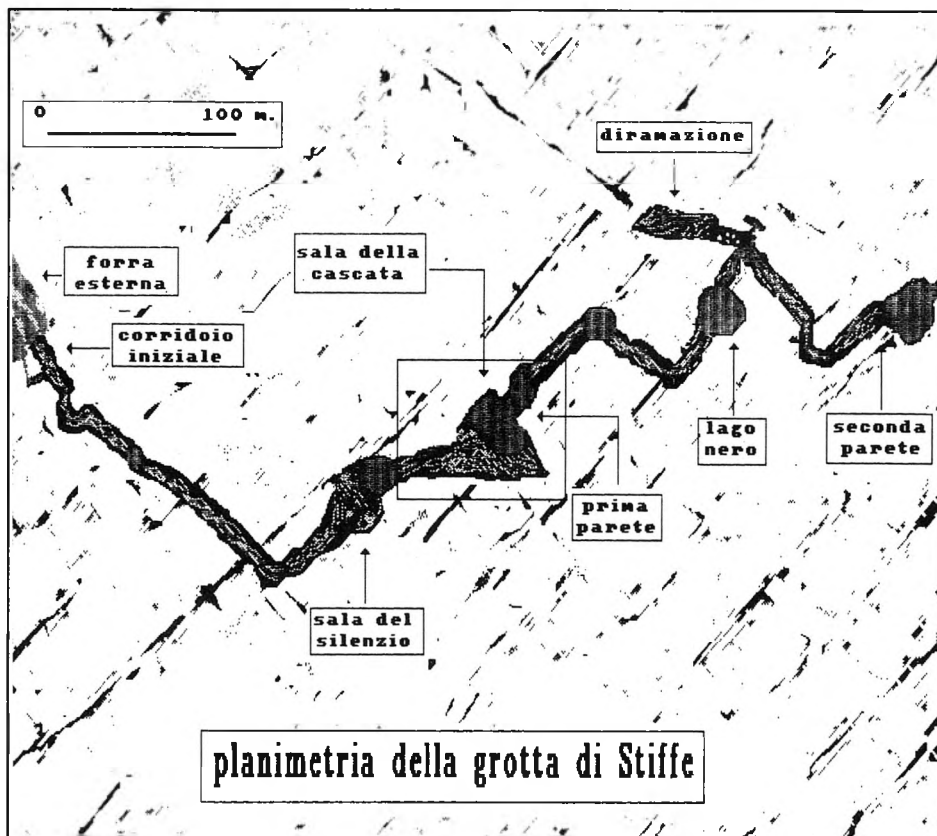 0 100 m.
diramazione
sala della
cascata
forra
esterna
corridoio
iniziale
lago
nero
seconda
parete
prima
parete
sala del
silenzio
planimetria della grotta di Stiffe